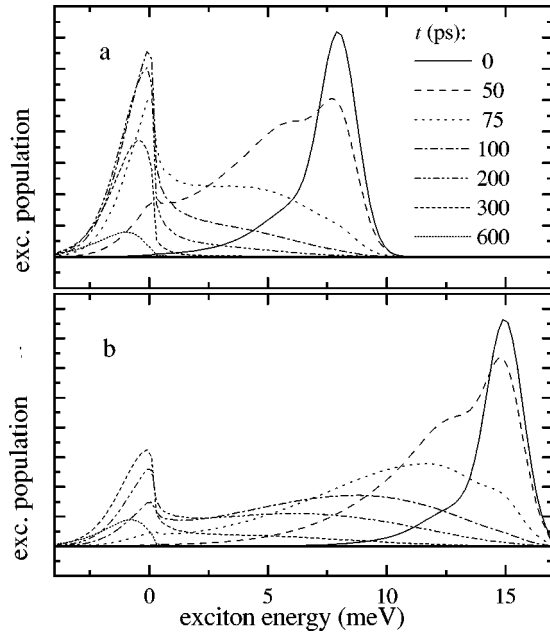 a
t (ps):
0
50
75
100
200
300
600
exc. population
b
exc. population
0 5 10 15
exciton energy (meV)